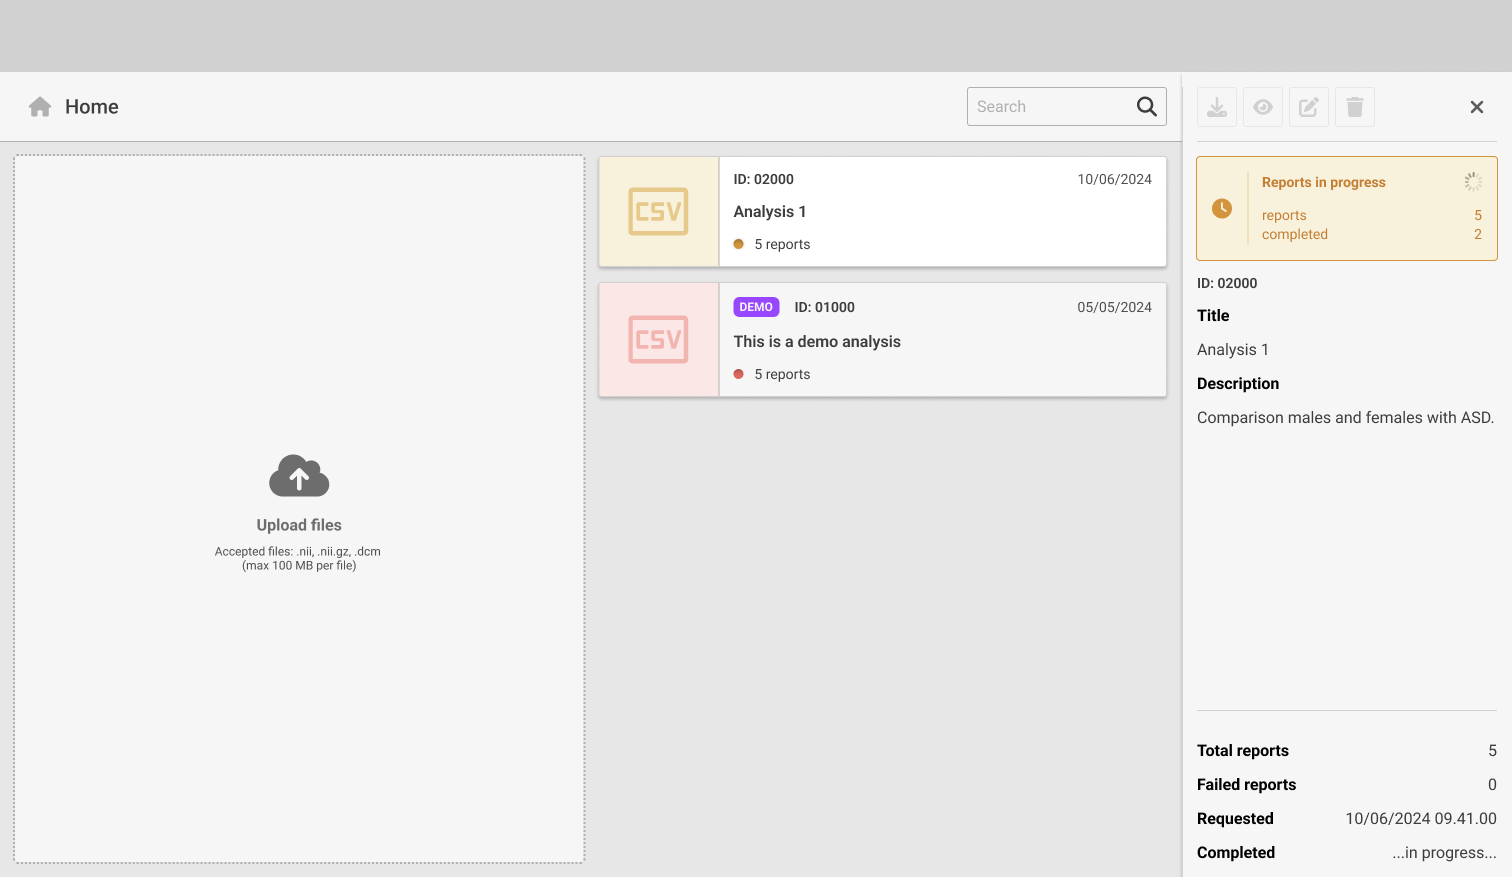 Home
Search
Upload files
Accepted files: .nii, .nii.gz, .dcm
(max 100 MB per file)
CSV
ID: 02000
10/06/2024
Analysis 1
5 reports
CSV
DEMO
ID: 01000
05/05/2024
This is a demo analysis
5 reports
Reports in progress
reports 5
completed 2
ID: 02000
Title
Analysis 1
Description
Comparison males and females with ASD.
Total reports 5
Failed reports 0
Requested 10/06/2024 09.41.00
Completed ...in progress...